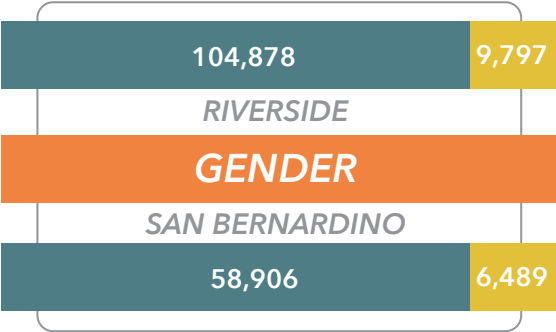 104,878 9,797
RIVERSIDE
GENDER
SAN BERNARDINO
58,906 6,489